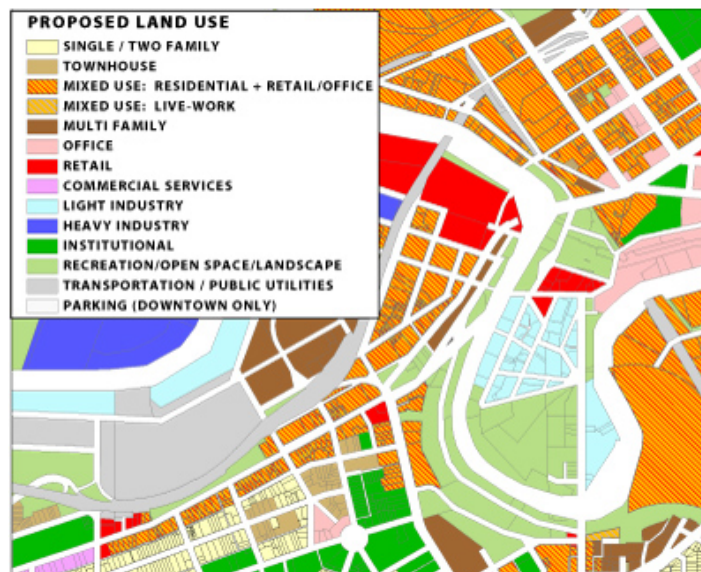 PROPOSED LAND USE
SINGLE / TWO FAMILY
TOWNHOUSE
MIXED USE: RESIDENTIAL + RETAIL/OFFICE
MIXED USE: LIVE-WORK
MULTI FAMILY
OFFICE
RETAIL
COMMERCIAL SERVICES
LIGHT INDUSTRY
HEAVY INDUSTRY
INSTITUTIONAL
RECREATION/OPEN SPACE/LANDSCAPE
TRANSPORTATION / PUBLIC UTILITIES
PARKING (DOWNTOWN ONLY)